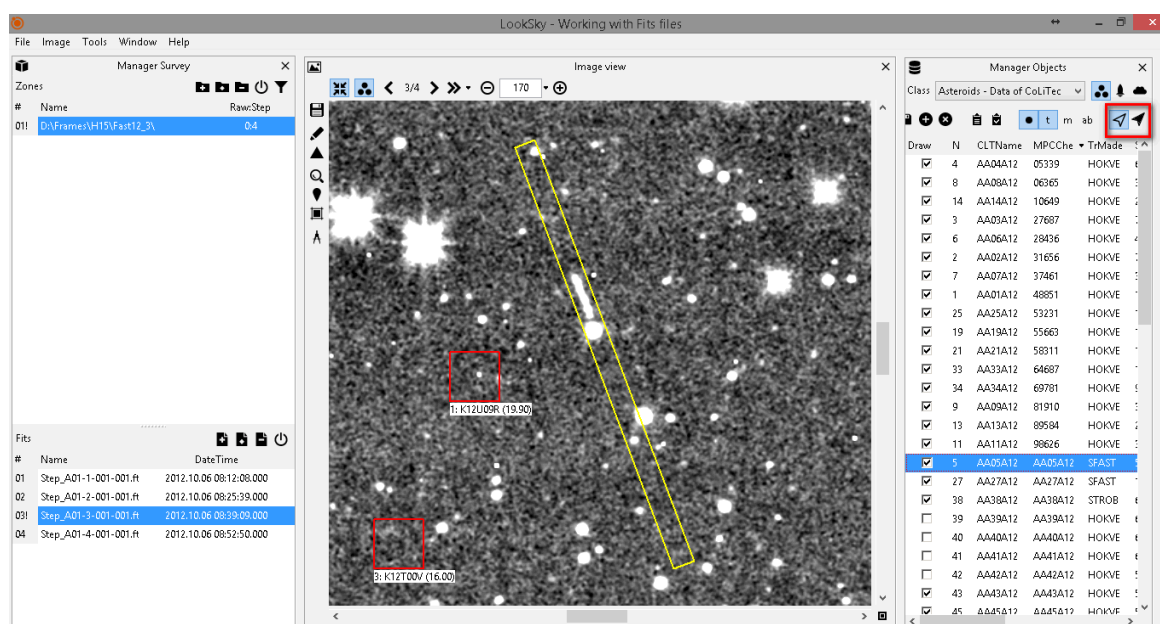 LookSky - Working with Fits files
File Image Tools Window Help
Manager Survey
Zones
# Name Raw:Step
01! D:\Frames\H15\Fast12_3\ 0:4
Fits
# Name DateTime
01 Step_A01-1-001-001.ft 2012.10.06 08:12:08.000
02 Step_A01-2-001-001.ft 2012.10.06 08:25:39.000
03! Step_A01-3-001-001.ft 2012.10.06 08:39:09.000
04 Step_A01-4-001-001.ft 2012.10.06 08:52:50.000
Image view
3/4 170
1: K12U09R (19.90)
3: K12T00V (16.00)
Manager Objects
Class Asteroids - Data of CoLiTec
t m ab
Draw N CLTName MPCChe TrMade
4 AA04A12 05339 HOKVE
8 AA08A12 06365 HOKVE
14 AA14A12 10649 HOKVE
3 AA03A12 27687 HOKVE
6 AA06A12 28436 HOKVE
2 AA02A12 31656 HOKVE
7 AA07A12 37461 HOKVE
1 AA01A12 48851 HOKVE
25 AA25A12 53231 HOKVE
19 AA19A12 55663 HOKVE
21 AA21A12 58311 HOKVE
33 AA33A12 64687 HOKVE
34 AA34A12 69781 HOKVE
9 AA09A12 81910 HOKVE
13 AA13A12 89584 HOKVE
11 AA11A12 98626 HOKVE
5 AA05A12 AA05A12 SFAST
27 AA27A12 AA27A12 SFAST
38 AA38A12 AA38A12 STROB
39 AA39A12 AA39A12 HOKVE
40 AA40A12 AA40A12 HOKVE
41 AA41A12 AA41A12 HOKVE
42 AA42A12 AA42A12 HOKVE
43 AA43A12 AA43A12 HOKVE
45 AA45A12 AA45A12 HOKVE